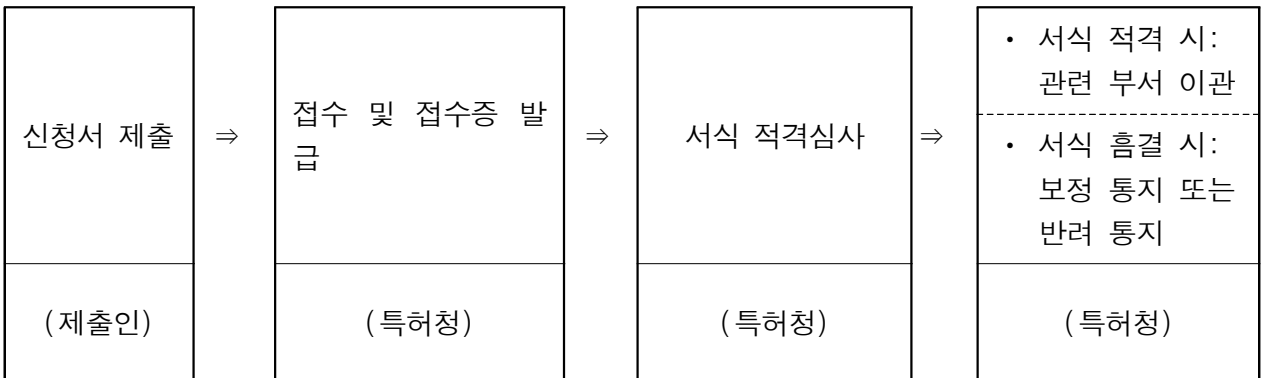 신청서 제출
⇒
접수 및 접수증 발
급
⇒
서식 적격심사
⇒
· 서식 적격 시:
관련 부서 이관
· 서식 흠결 시:
보정 통지 또는
반려 통지
(제출인)
(특허청)
(특허청)
(특허청)